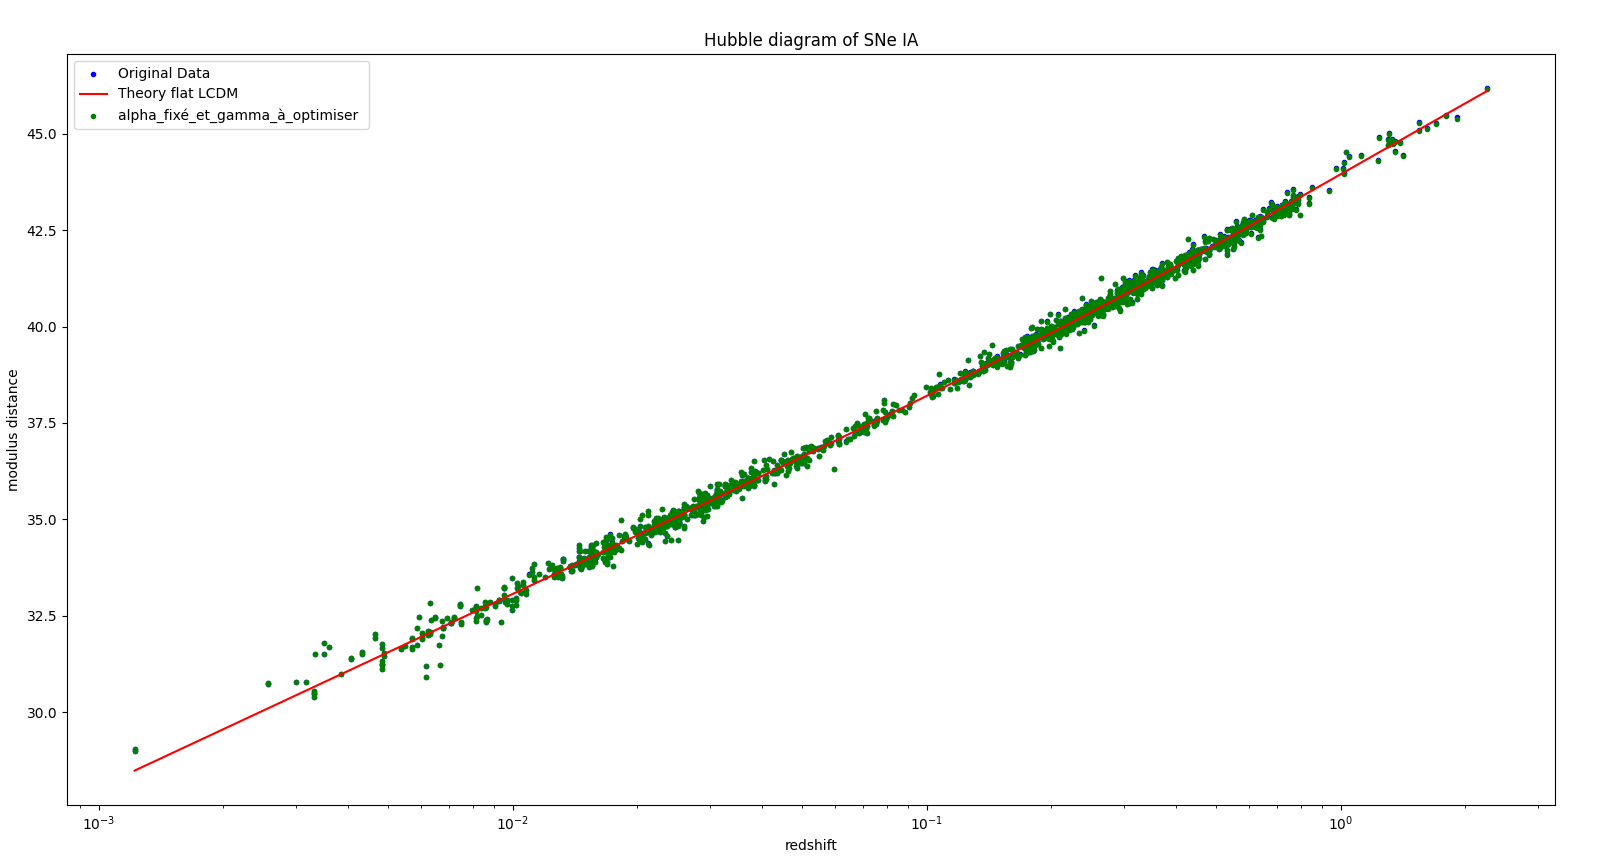 Hubble diagram of SNe IA
Original Data
Theory flat LCDM
alpha_fixé_et_gamma_à_optimiser
45.0
42.5
40.0
37.5
35.0
32.5
30.0
modulus distance
10⁻³
10⁻²
10⁻¹
10⁰
redshift